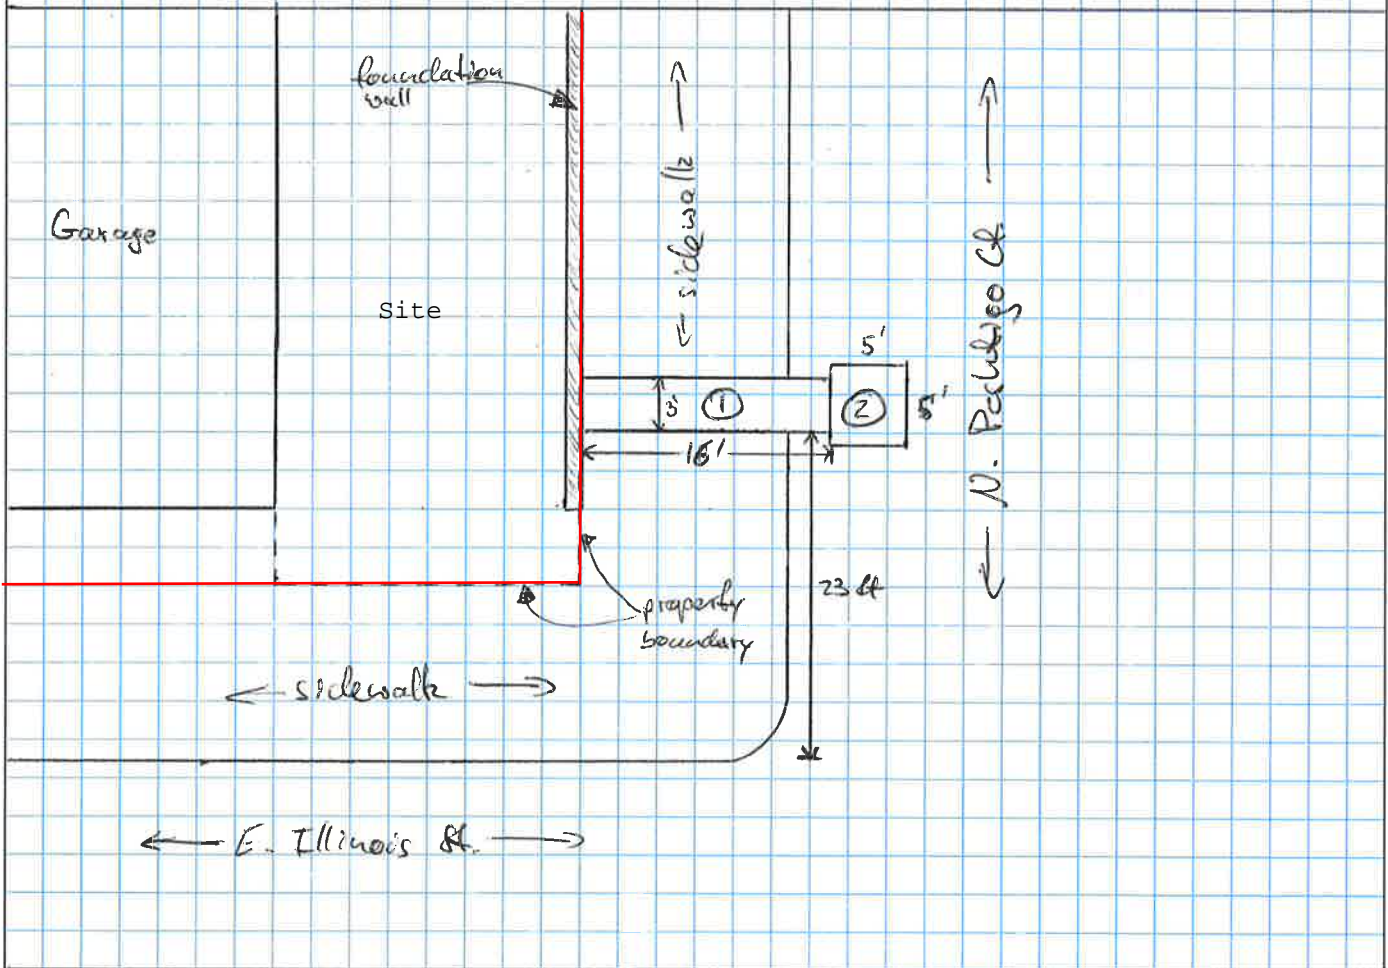 foundation
wall
sidewalk
Garage
Site
N. Peshtigo Ct.
5'
3'
1
2
5'
16'
23 ft
property
boundary
sidewalk
E. Illinois St.